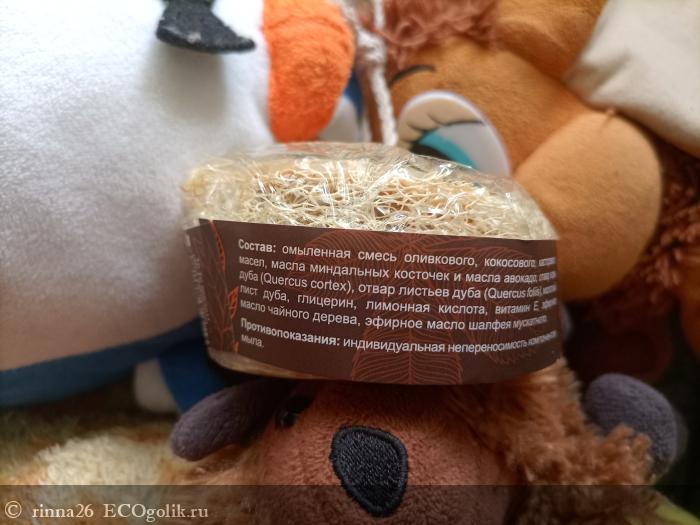 Состав: омыленная смесь оливкового, кокосового,
масел, масла миндальных косточек и масла авокадо, отвар
дуба (Quercus cortex), отвар листьев дуба (Quercus foliis),
лист дуба, глицерин, лимонная кислота, витамин Е,
масло чайного дерева, эфирное масло шалфея мускатного.
Противопоказания: индивидуальная непереносимость
мыла.
© rinna26 ECOgolik.ru